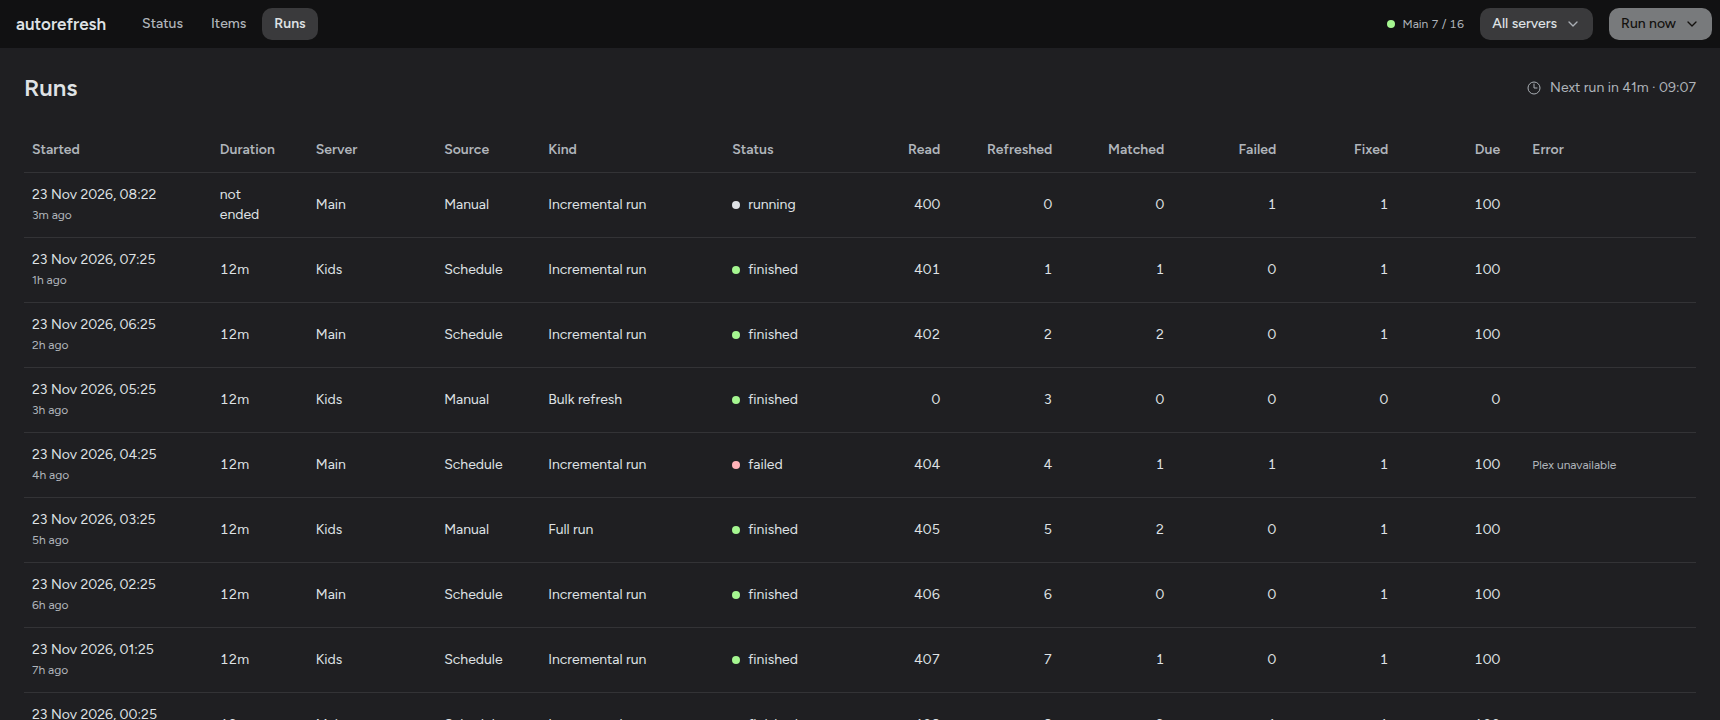 autorefresh Status Items Runs Main 7 / 16 All servers Run now
Runs Next run in 41m · 09:07
Started Duration Server Source Kind Status Read Refreshed Matched Failed Fixed Due Error
23 Nov 2026, 08:22 not ended Main Manual Incremental run running 400 0 0 1 1 100
3m ago
23 Nov 2026, 07:25 12m Kids Schedule Incremental run finished 401 1 1 0 1 100
1h ago
23 Nov 2026, 06:25 12m Main Schedule Incremental run finished 402 2 2 0 1 100
2h ago
23 Nov 2026, 05:25 12m Kids Manual Bulk refresh finished 0 3 0 0 0 0
3h ago
23 Nov 2026, 04:25 12m Main Schedule Incremental run failed 404 4 1 1 1 100 Plex unavailable
4h ago
23 Nov 2026, 03:25 12m Kids Manual Full run finished 405 5 2 0 1 100
5h ago
23 Nov 2026, 02:25 12m Main Schedule Incremental run finished 406 6 0 0 1 100
6h ago
23 Nov 2026, 01:25 12m Kids Schedule Incremental run finished 407 7 1 0 1 100
7h ago
23 Nov 2026, 00:25